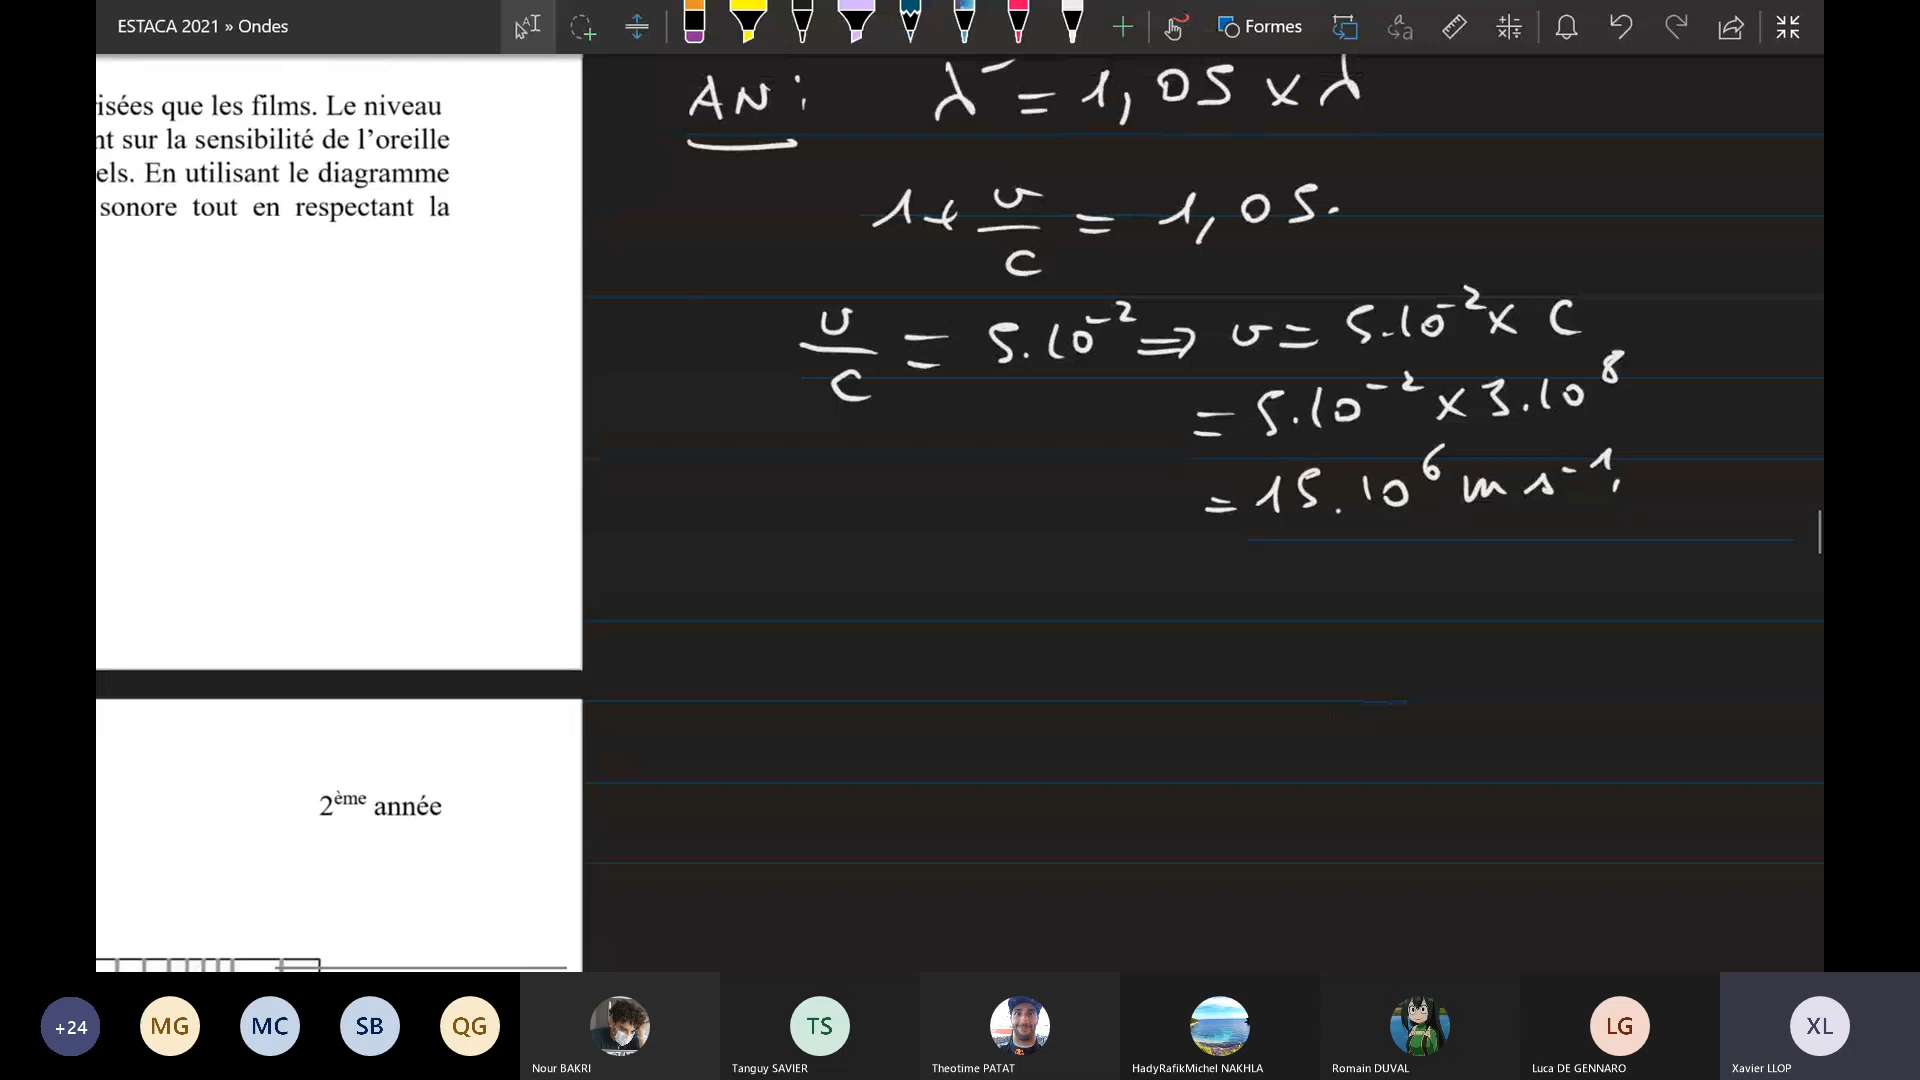 ESTACA 2021 » Ondes
Formes
risées que les films. Le niveau
nt sur la sensibilité de l’oreille
els. En utilisant le diagramme
sonore tout en respectant la
AN : λ' = 1,05 x λ
1 + v/c = 1,05.
v/c = 5.10⁻² ⇒ v = 5.10⁻² x c
= 5.10⁻² x 3.10⁸
= 15.10⁶ m s⁻¹.
2ème année
+24
MG
MC
SB
QG
TS
LG
XL
Nour BAKRI
Tanguy SAVIER
Theotime PATAT
HadyRafikMichel NAKHLA
Romain DUVAL
Luca DE GENNARO
Xavier LLOP